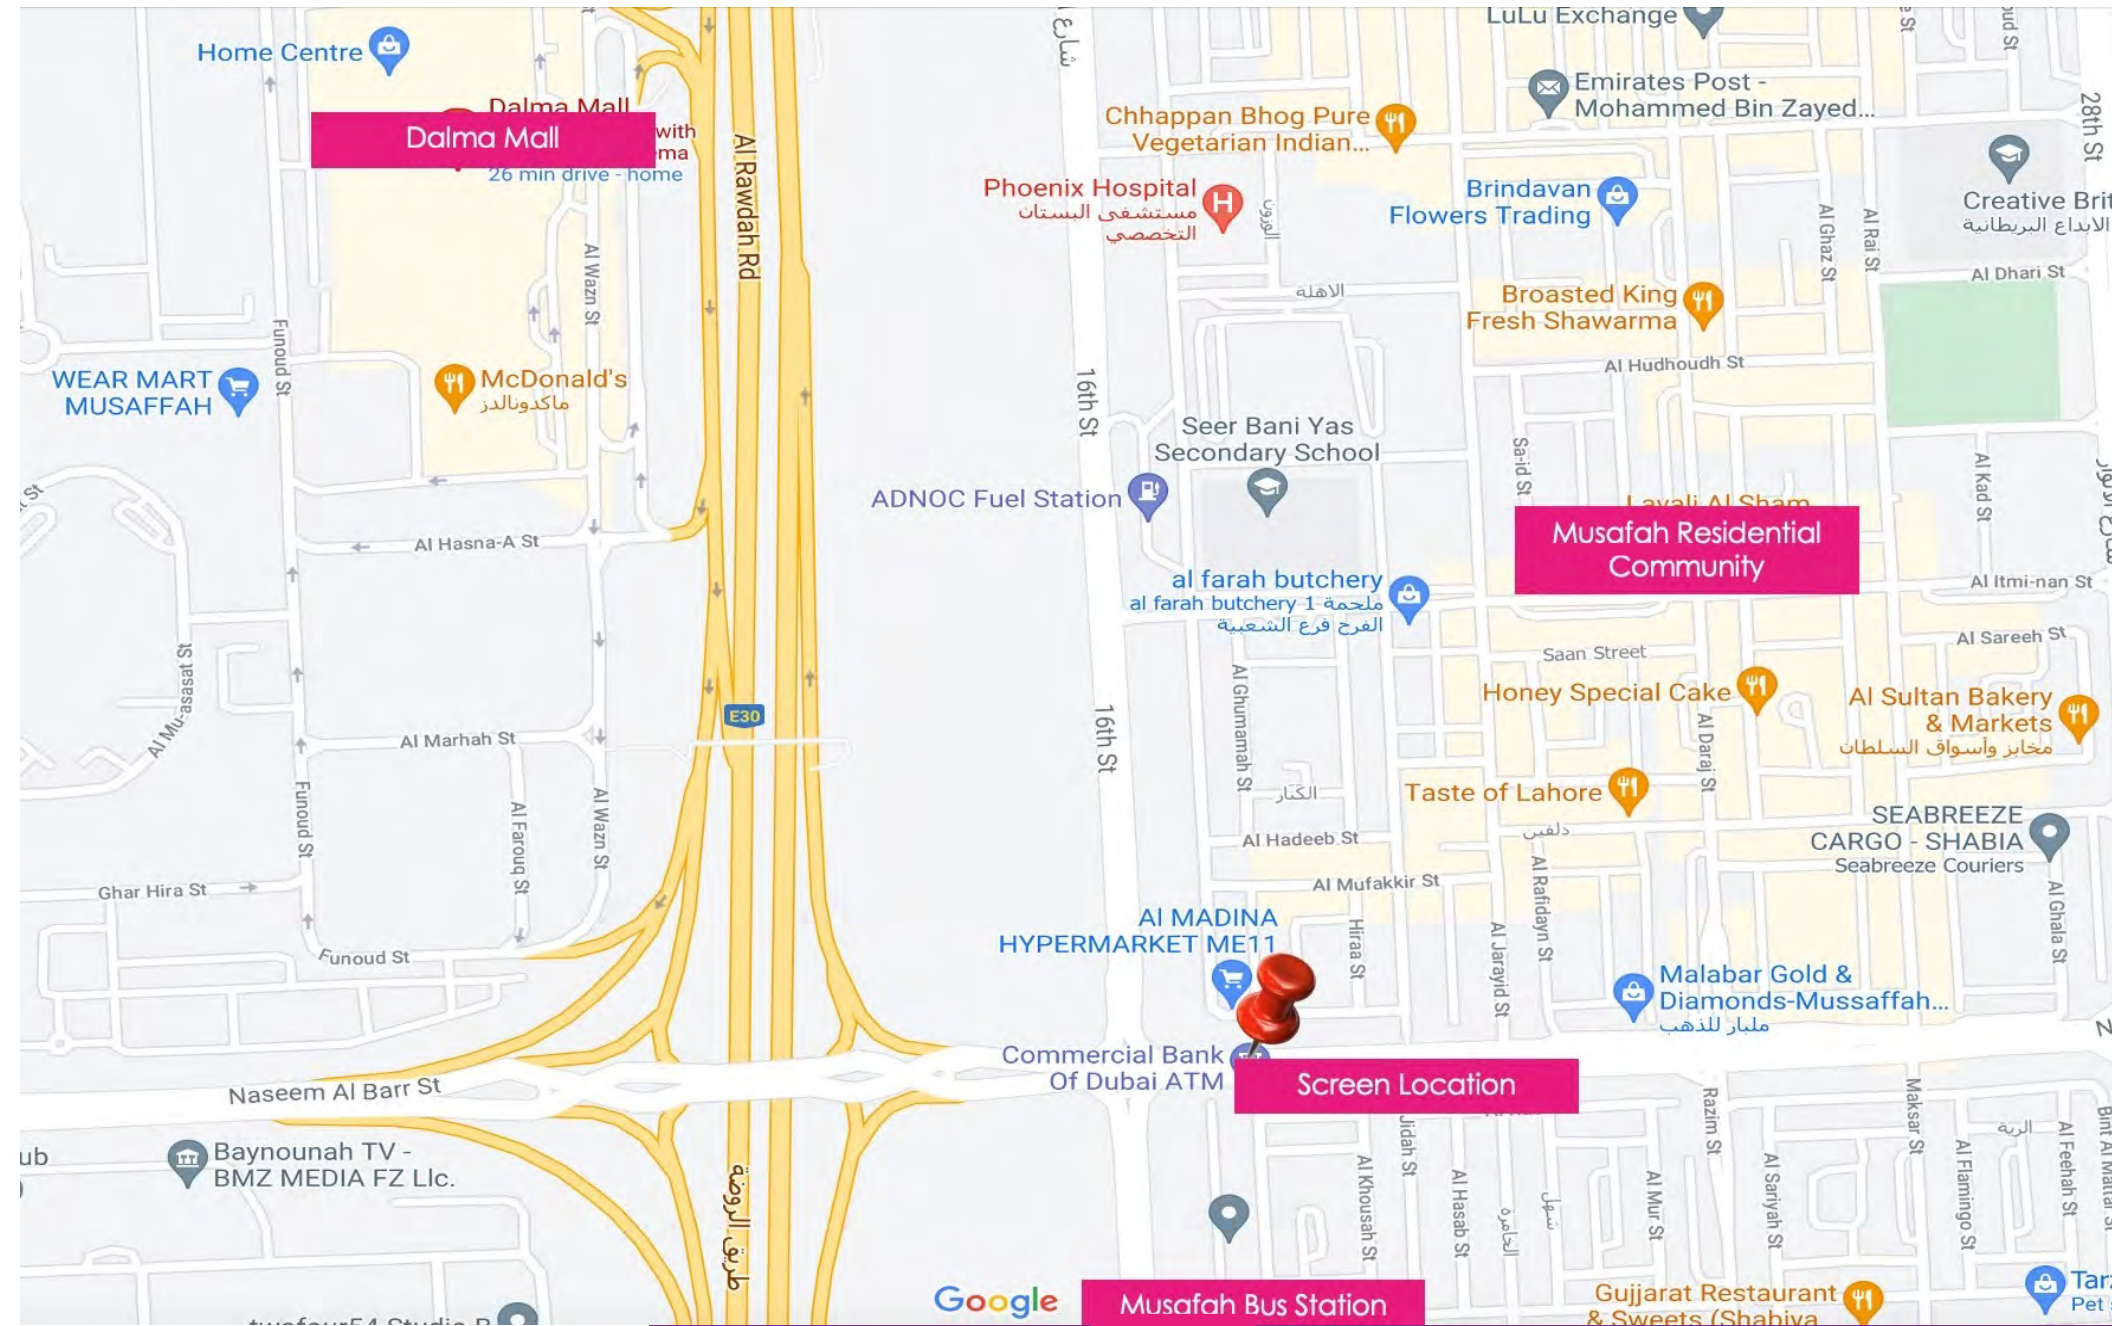 LuLu Exchange
Home Centre
Dalma Mall
Dalma Mall
with
ema
26 min drive - home
Al Rawdah Rd
شارع
Emirates Post -
Mohammed Bin Zayed...
28th St
Chhappan Bhog Pure
Vegetarian Indian...
Phoenix Hospital
مستشفى البستان
التخصصي
الوزون
Brindavan
Flowers Trading
Creative Brit
الابداع البريطانية
Al Ghaz St
Al Rai St
Al Dhari St
Al Wazn St
الاهلة
Broasted King
Fresh Shawarma
Funoud St
Al Hudhoudh St
WEAR MART
MUSAFFAH
McDonald's
ماكدونالدز
16th St
Seer Bani Yas
Secondary School
Sa-id St
Al Kad St
ADNOC Fuel Station
St
Layali Al Sham
Musafah Residential
Community
Al Hasna-A St
al farah butchery
al farah butchery 1 ملحمة
الفرح فرع الشعبية
Al Itmi-nan St
Al Sareeh St
Saan Street
Al Mu-asasat St
Al Ghumamah St
Honey Special Cake
Al Sultan Bakery
& Markets
مخابز وأسواق السلطان
E30
16th St
Al Marhah St
Al Daraj St
الكنار
Taste of Lahore
Funoud St
Al Farouq St
Al Wazn St
SEABREEZE
CARGO - SHABIA
Seabreeze Couriers
دلفين
Al Hadeeb St
Al Mufakkir St
Al Rafidayn St
Ghar Hira St
Al MADINA
HYPERMARKET ME11
Hiraa St
Al Jarayid St
Al Ghala St
Funoud St
Malabar Gold &
Diamonds-Mussaffah...
ملبار للذهب
Commercial Bank
Of Dubai ATM
Screen Location
Naseem Al Barr St
Razim St
Maksar St
Baynounah TV -
BMZ MEDIA FZ Llc.
ub
طريق الروضة
Jidah St
Al Khousah St
Al Hasab St
الخامرة
سهل
Al Mur St
Al Sariyah St
Al Flamingo St
الرية
Al Feehah St
Google
Musafah Bus Station
Gujjarat Restaurant
& Sweets (Shabiya
Pet